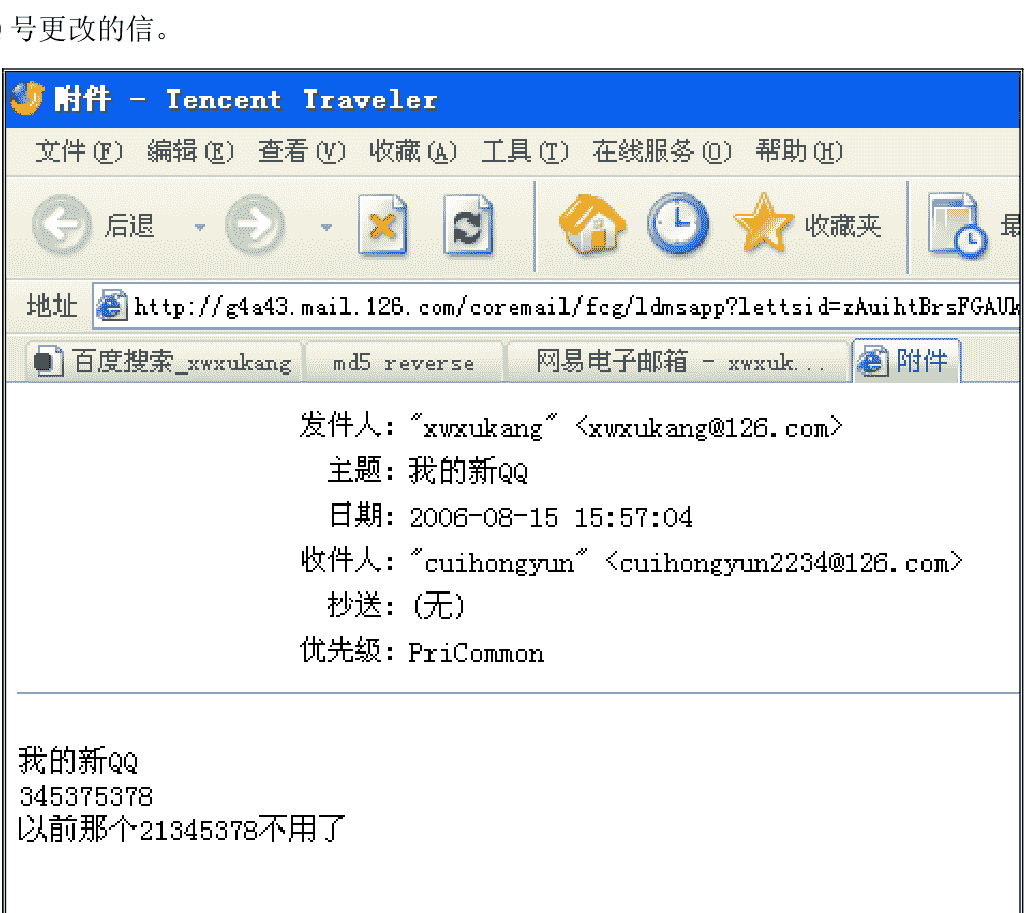 号更改的信。
附件 - Tencent Traveler
文件(F) 编辑(E) 查看(V) 收藏(A) 工具(T) 在线服务(O) 帮助(H)
后退 收藏夹 最
地址 http://g4a43.mail.126.com/coremail/fcg/ldmsapp?lettsid=zAuihtBrsFGAUk
百度搜索_xwxukang md5 reverse 网易电子邮箱 - xwxuk... 附件
发件人: "xwxukang" <xwxukang@126.com>
主题: 我的新QQ
日期: 2006-08-15 15:57:04
收件人: "cuihongyun" <cuihongyun2234@126.com>
抄送: (无)
优先级: PriCommon
我的新QQ
345375378
以前那个21345378不用了